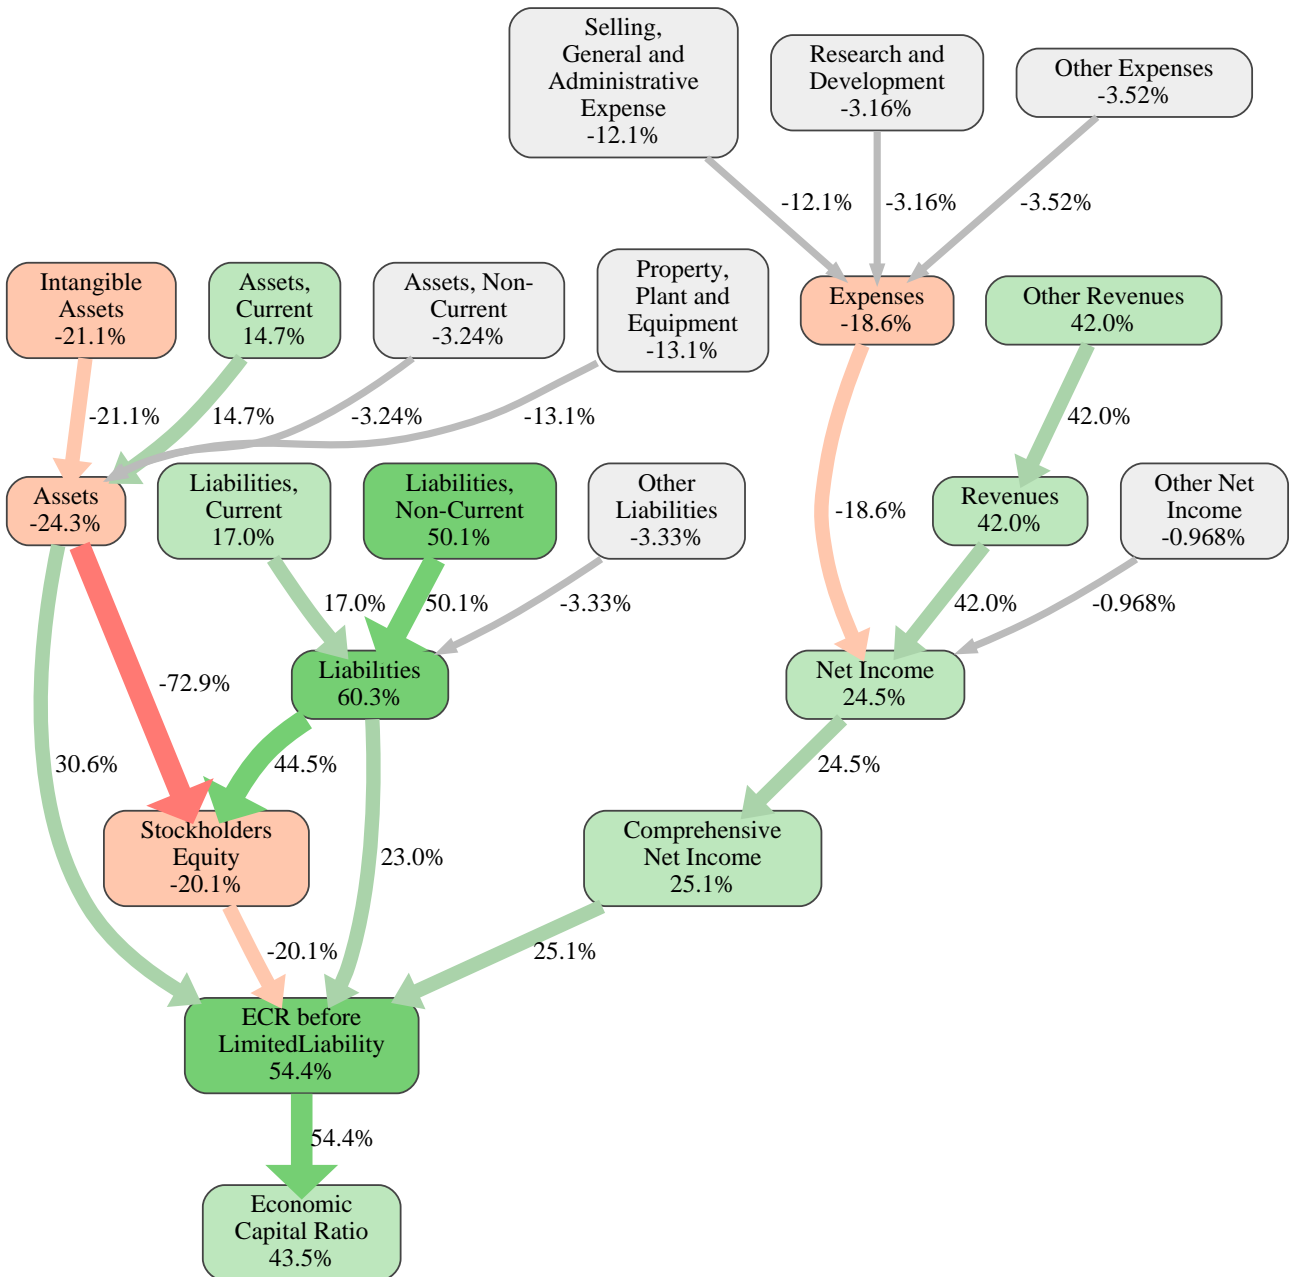 Selling,
General and
Administrative
Expense
-12.1%
Research and
Development
-3.16%
Other Expenses
-3.52%
-12.1%
-3.16%
-3.52%
Intangible
Assets
-21.1%
Assets,
Current
14.7%
Assets, Non-
Current
-3.24%
Property,
Plant and
Equipment
-13.1%
Expenses
-18.6%
Other Revenues
42.0%
-21.1%
14.7%
-3.24%
-13.1%
42.0%
Assets
-24.3%
Liabilities,
Current
17.0%
Liabilities,
Non-Current
50.1%
Other
Liabilities
-3.33%
-18.6%
Revenues
42.0%
Other Net
Income
-0.968%
17.0%
50.1%
-3.33%
42.0%
-0.968%
-72.9%
Liabilities
60.3%
Net Income
24.5%
30.6%
44.5%
24.5%
Stockholders
Equity
-20.1%
23.0%
Comprehensive
Net Income
25.1%
-20.1%
25.1%
ECR before
LimitedLiability
54.4%
54.4%
Economic
Capital Ratio
43.5%